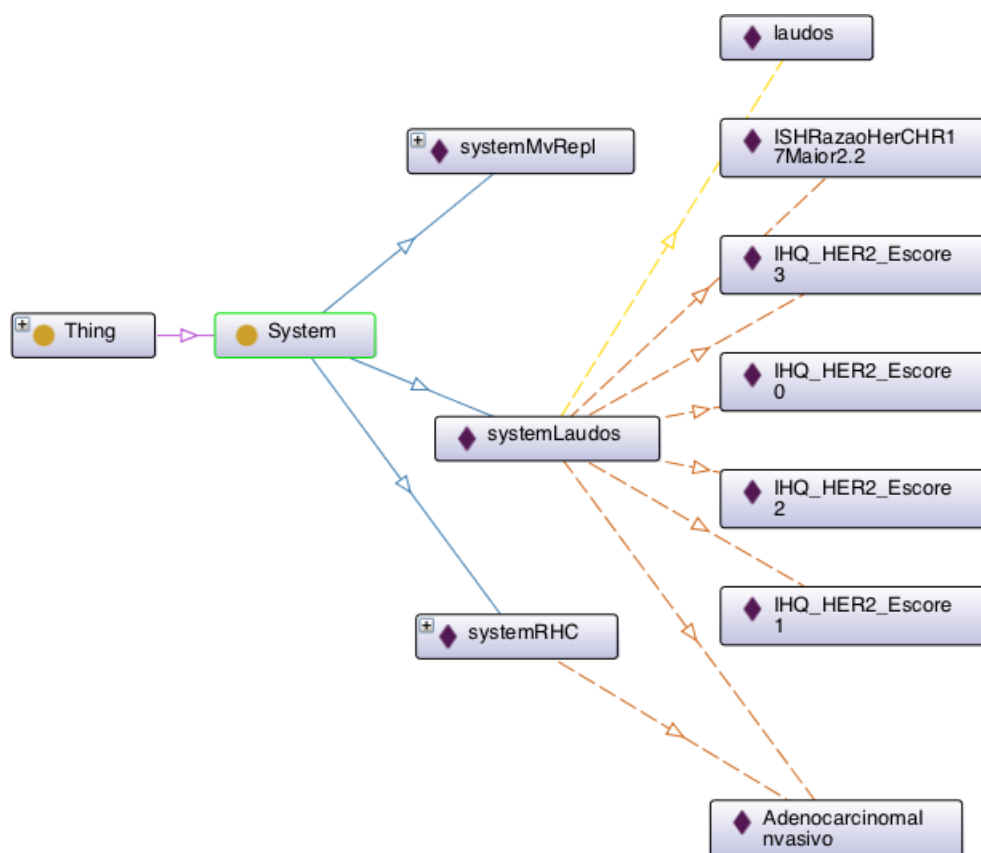 laudos
ISHRazaoHerCHR1
7Maior2.2
systemMvRepl
IHQ_HER2_Escore
3
Thing
System
IHQ_HER2_Escore
0
systemLaudos
IHQ_HER2_Escore
2
IHQ_HER2_Escore
1
systemRHC
AdenocarcinomaI
nvasivo